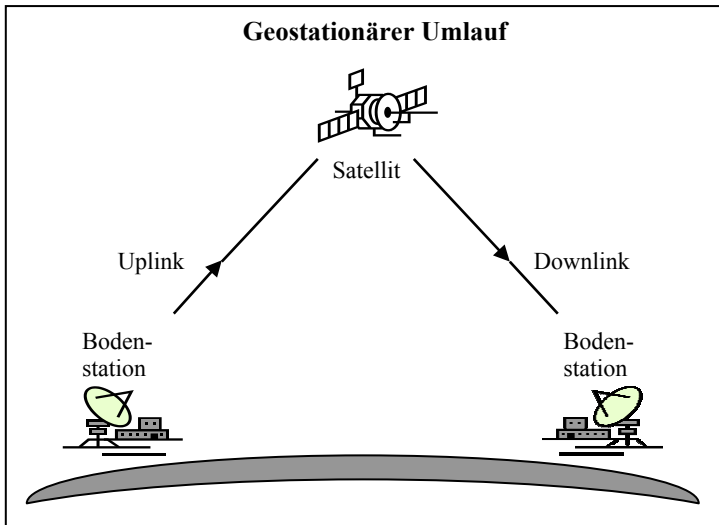 Geostationärer Umlauf
Satellit
Uplink
Downlink
Boden-
station
Boden-
station